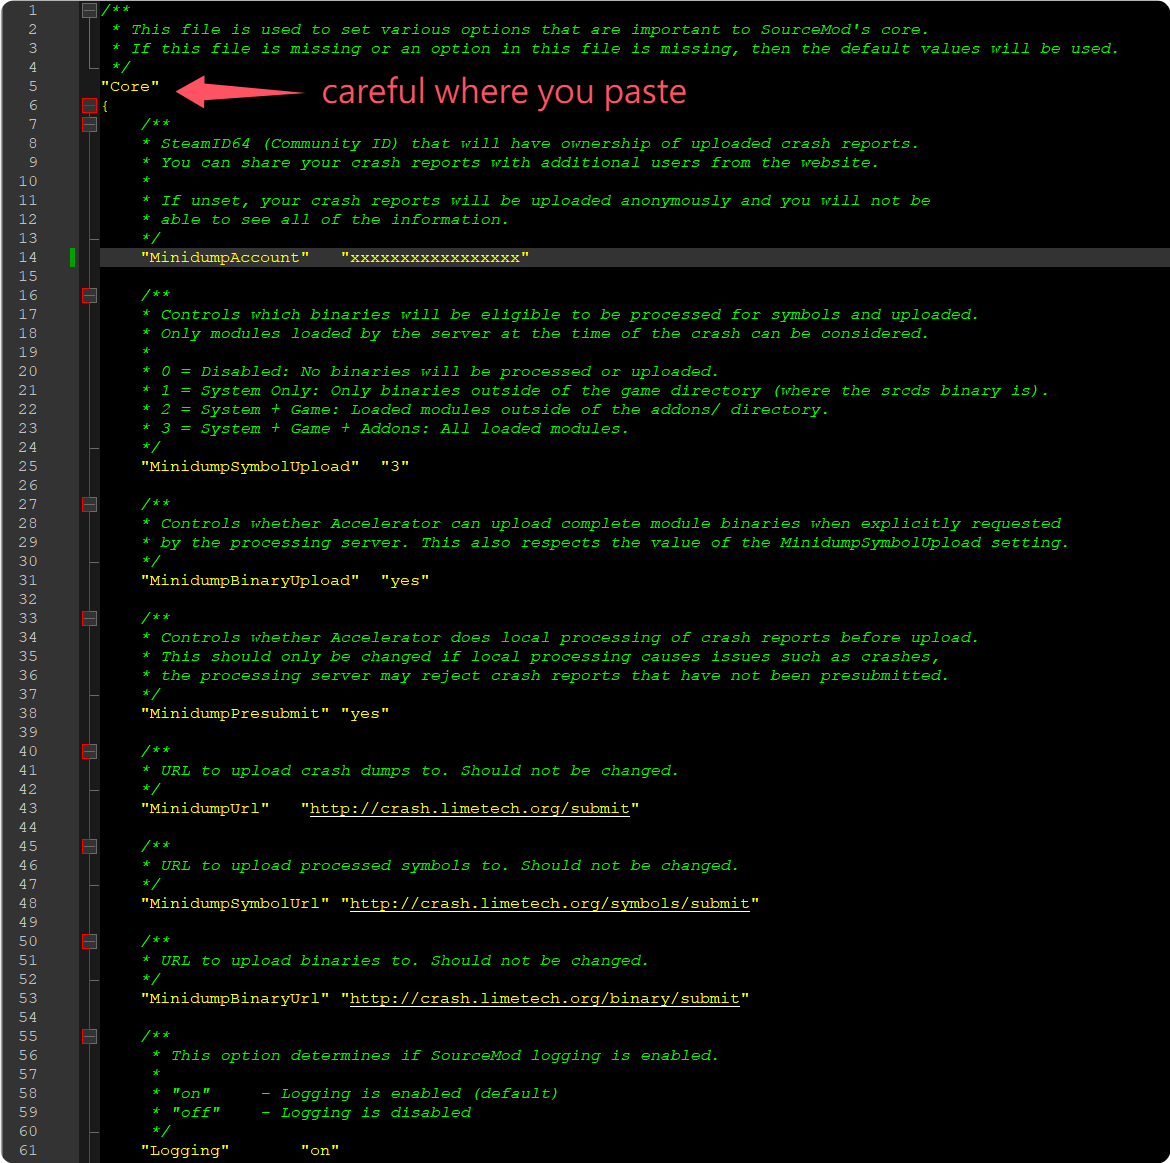 1 /**
2 * This file is used to set various options that are important to SourceMod's core.
3 * If this file is missing or an option in this file is missing, then the default values will be used.
4 */
5 "Core" careful where you paste
6 {
7 /**
8 * SteamID64 (Community ID) that will have ownership of uploaded crash reports.
9 * You can share your crash reports with additional users from the website.
10 *
11 * If unset, your crash reports will be uploaded anonymously and you will not be
12 * able to see all of the information.
13 */
14 "MinidumpAccount" "xxxxxxxxxxxxxxxxx"
15
16 /**
17 * Controls which binaries will be eligible to be processed for symbols and uploaded.
18 * Only modules loaded by the server at the time of the crash can be considered.
19 *
20 * 0 = Disabled: No binaries will be processed or uploaded.
21 * 1 = System Only: Only binaries outside of the game directory (where the srcds binary is).
22 * 2 = System + Game: Loaded modules outside of the addons/ directory.
23 * 3 = System + Game + Addons: All loaded modules.
24 */
25 "MinidumpSymbolUpload" "3"
26
27 /**
28 * Controls whether Accelerator can upload complete module binaries when explicitly requested
29 * by the processing server. This also respects the value of the MinidumpSymbolUpload setting.
30 */
31 "MinidumpBinaryUpload" "yes"
32
33 /**
34 * Controls whether Accelerator does local processing of crash reports before upload.
35 * This should only be changed if local processing causes issues such as crashes,
36 * the processing server may reject crash reports that have not been presubmitted.
37 */
38 "MinidumpPresubmit" "yes"
39
40 /**
41 * URL to upload crash dumps to. Should not be changed.
42 */
43 "MinidumpUrl" "http://crash.limetech.org/submit"
44
45 /**
46 * URL to upload processed symbols to. Should not be changed.
47 */
48 "MinidumpSymbolUrl" "http://crash.limetech.org/symbols/submit"
49
50 /**
51 * URL to upload binaries to. Should not be changed.
52 */
53 "MinidumpBinaryUrl" "http://crash.limetech.org/binary/submit"
54
55 /**
56 * This option determines if SourceMod logging is enabled.
57 *
58 * "on" - Logging is enabled (default)
59 * "off" - Logging is disabled
60 */
61 "Logging" "on"